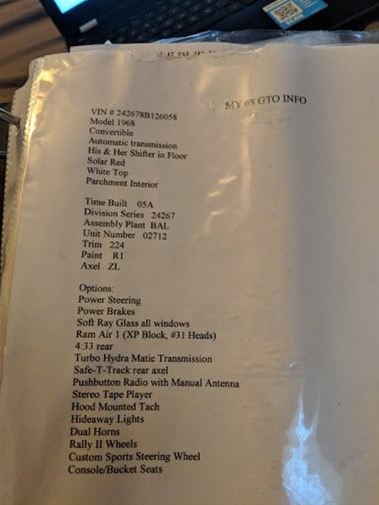 MY 68 GTO INFO
VIN # 242678B126058
Model 1968
Convertible
Automatic transmission
His & Her Shifter in Floor
Solar Red
White Top
Parchment Interior
Time Built 05A
Division Series 24267
Assembly Plant BAL
Unit Number 02712
Trim 224
Paint R1
Axel ZL
Options:
Power Steering
Power Brakes
Soft Ray Glass all windows
Ram Air 1 (XP Block, #31 Heads)
4:33 rear
Turbo Hydra Matic Transmission
Safe-T-Track rear axel
Pushbutton Radio with Manual Antenna
Stereo Tape Player
Hood Mounted Tach
Hideaway Lights
Dual Horns
Rally II Wheels
Custom Sports Steering Wheel
Console/Bucket Seats